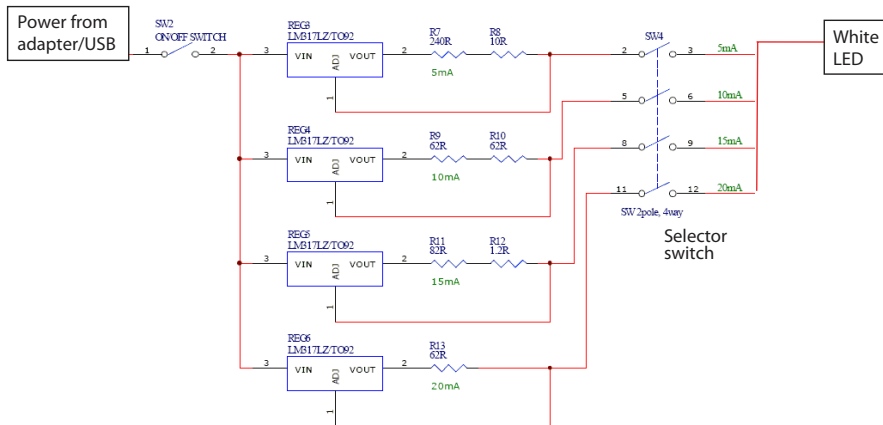 Power from
adapter/USB
SW2
ON/OFF SWITCH
1
2
REG3
LM317LZ/TO92
3
VIN
VOUT
ADJ
2
1
R7
240R
R8
10R
5mA
2
SW4
3
5mA
White
LED
5
6
10mA
REG4
LM317LZ/TO92
3
VIN
VOUT
ADJ
2
1
R9
62R
R10
62R
10mA
8
9
15mA
11
12
20mA
SW 2pole, 4way
Selector
switch
REG5
LM317LZ/TO92
3
VIN
VOUT
ADJ
2
1
R11
82R
R12
1.2R
15mA
REG6
LM317LZ/TO92
3
VIN
VOUT
ADJ
2
1
R13
62R
20mA